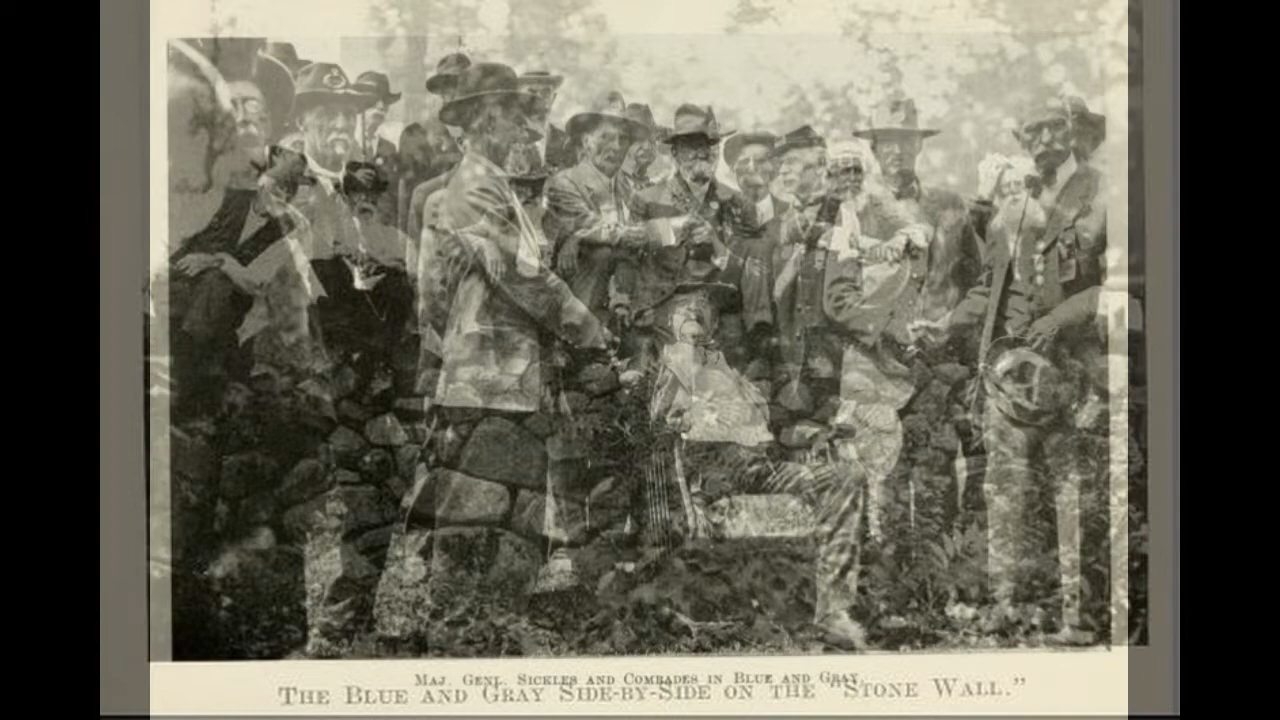 Maj. Genl. Sickles and Comrades in Blue and Gray.
The Blue and Gray Side-by-Side on the "Stone Wall."